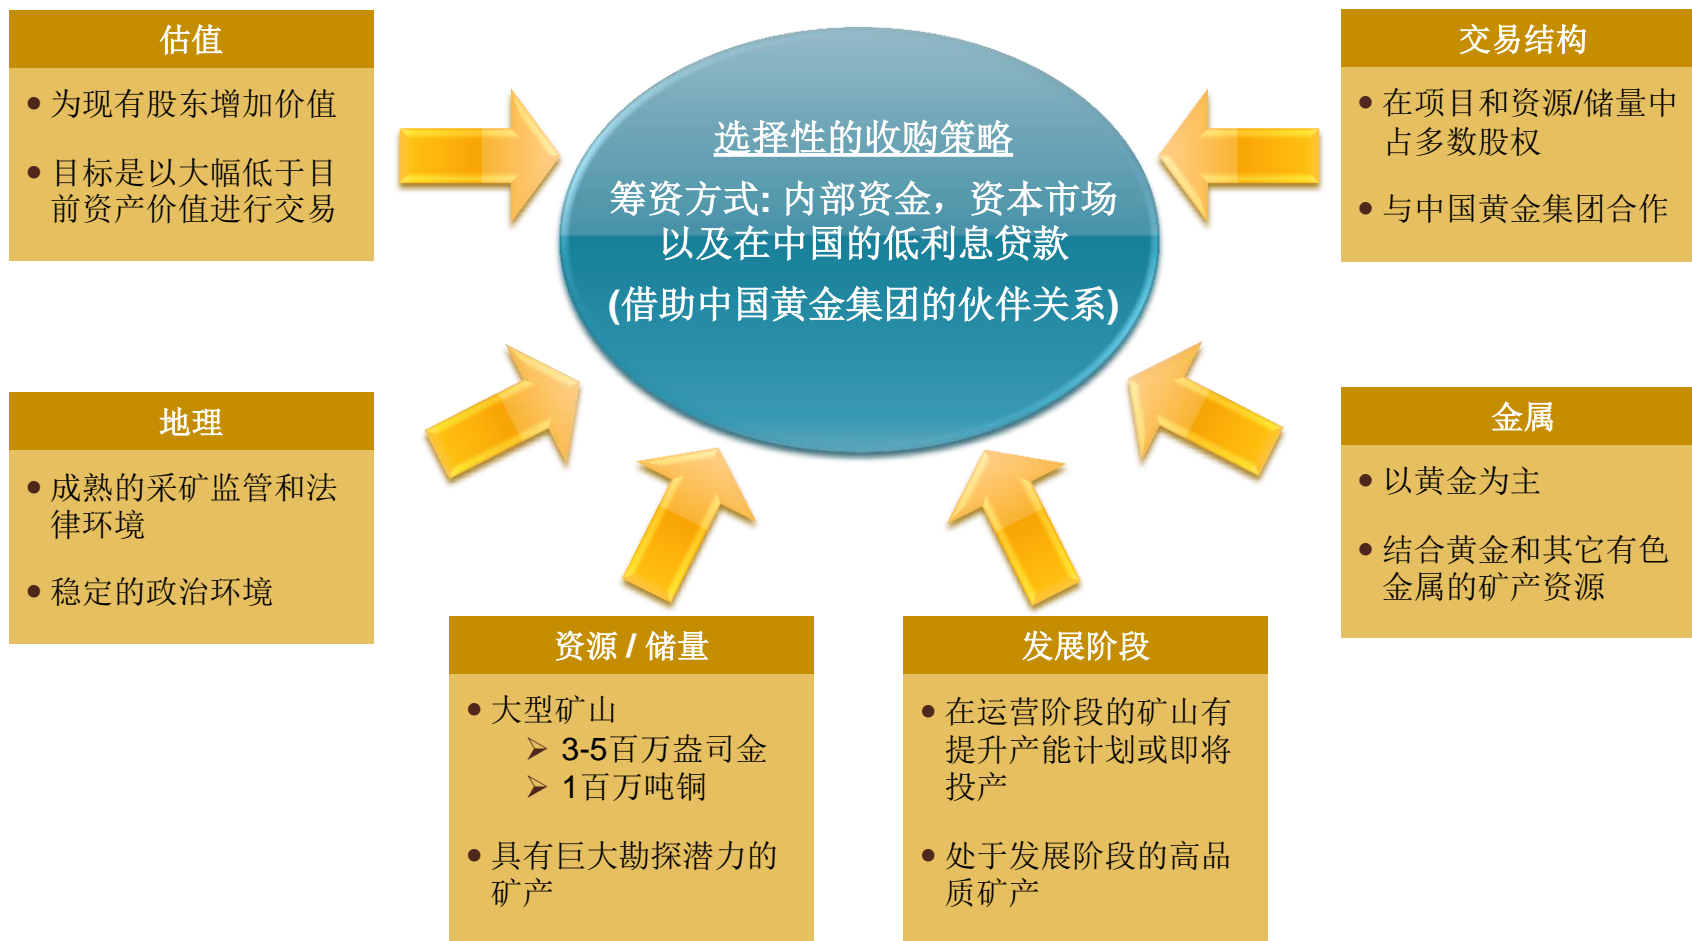 估值
为现有股东增加价值
目标是以大幅低于目
前资产价值进行交易
选择性的收购策略
筹资方式: 内部资金，资本市场
以及在中国的低利息贷款
(借助中国黄金集团的伙伴关系)
交易结构
在项目和资源/储量中
占多数股权
与中国黄金集团合作
地理
成熟的采矿监管和法
律环境
稳定的政治环境
金属
以黄金为主
结合黄金和其它有色
金属的矿产资源
资源 / 储量
大型矿山
3-5百万盎司金
1百万吨铜
具有巨大勘探潜力的
矿产
发展阶段
在运营阶段的矿山有
提升产能计划或即将
投产
处于发展阶段的高品
质矿产